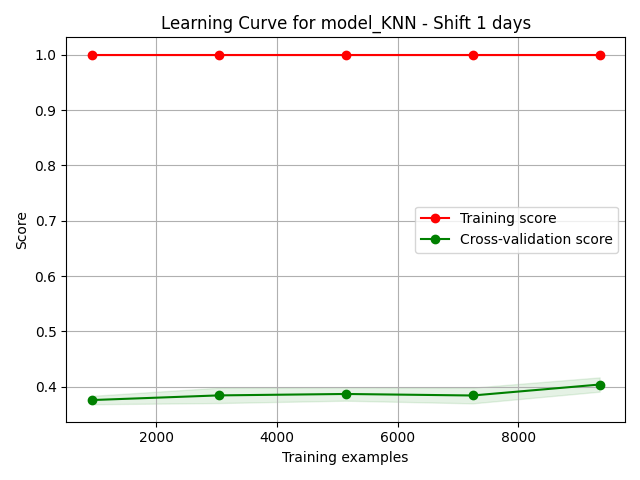 Learning Curve for model_KNN - Shift 1 days
1.0
0.9
0.8
0.7
0.6
0.5
0.4
Score
Training score
Cross-validation score
2000 4000 6000 8000
Training examples